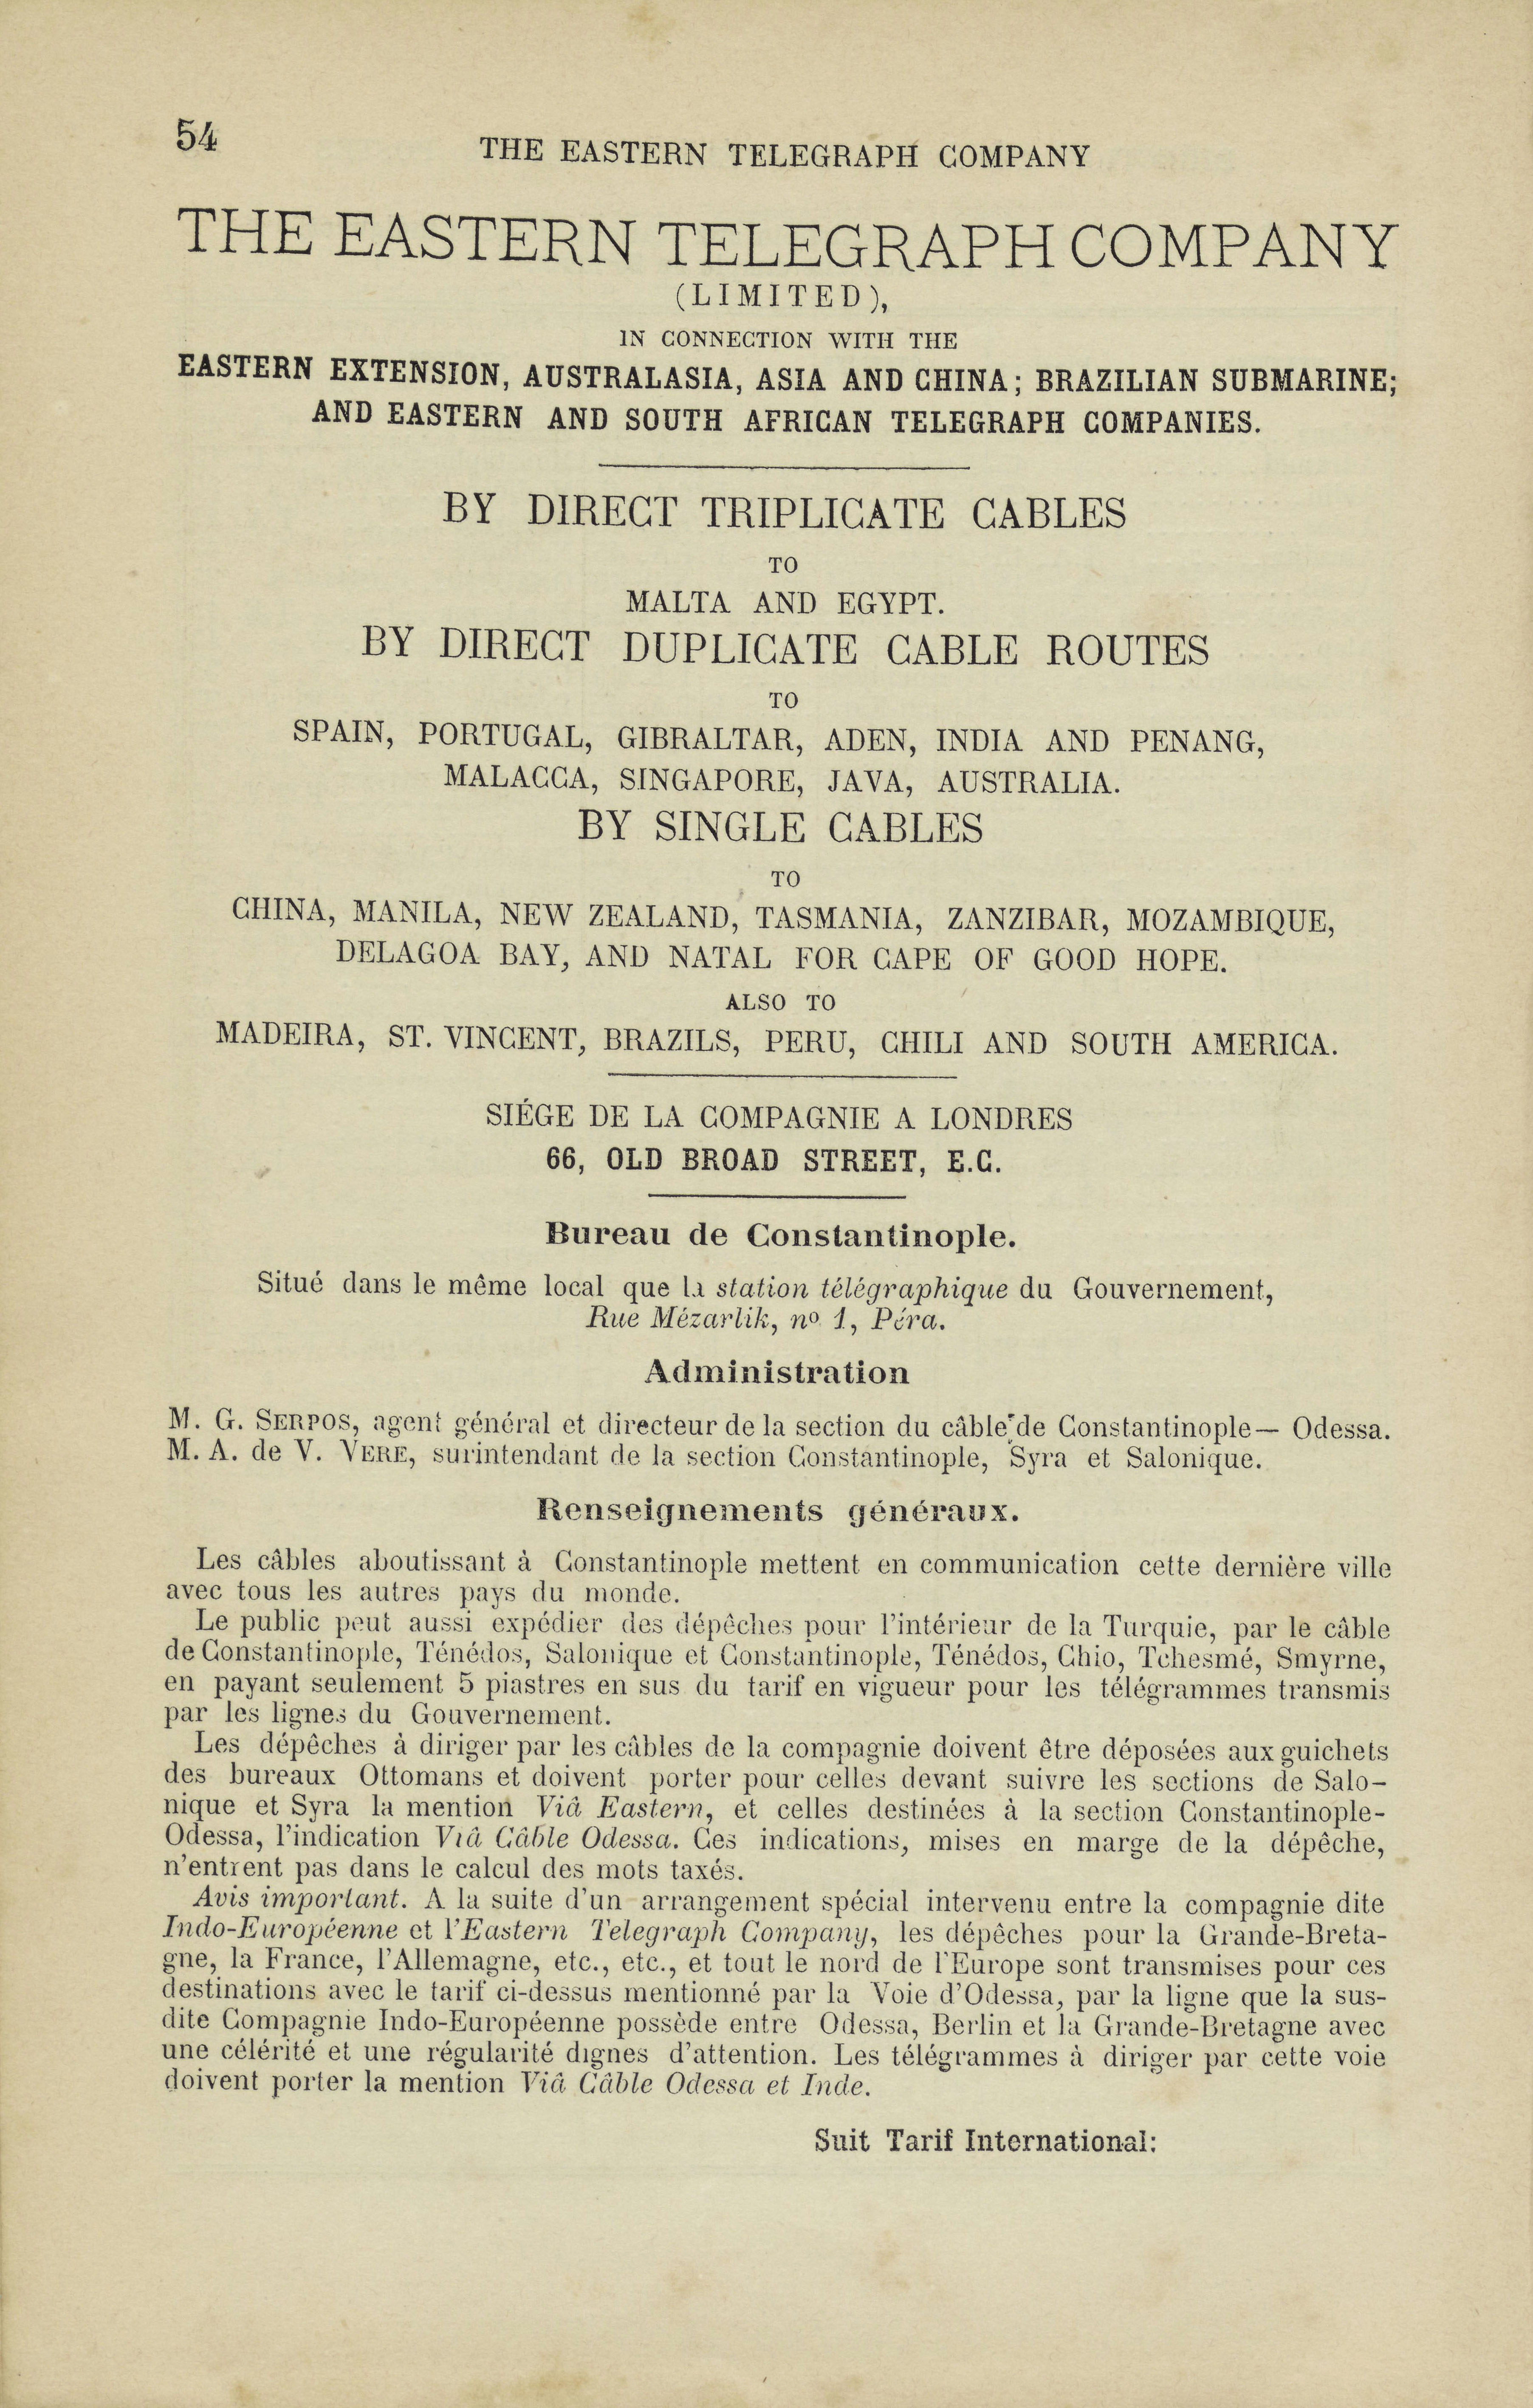 54
THE EASTERN TELEGRAPH COMPANY
THE EASTERN TELEGRAPH COMPANY
(LIMITED),
IN CONNECTION WITH THE
EASTERN EXTENSION, AUSTRALASIA, ASIA AND CHINA; BRAZILIAN SUBMARINE;
AND EASTERN AND SOUTH AFRICAN TELEGRAPH COMPANIES.
BY DIRECT TRIPLICATE CABLES
TO
MALTA AND EGYPT.
BY DIRECT DUPLICATE CABLE ROUTES
TO
SPAIN, PORTUGAL, GIBRALTAR, ADEN, INDIA AND PENANG,
MALACCA, SINGAPORE, JAVA, AUSTRALIA.
BY SINGLE CABLES
TO
CHINA, MANILA, NEW ZEALAND, TASMANIA, ZANZIBAR, MOZAMBIQUE,
DELAGOA BAY, AND NATAL FOR CAPE OF GOOD HOPE.
ALSO TO
MADEIRA, ST. VINCENT, BRAZILS, PERU, CHILI AND SOUTH AMERICA.
SIÉGE DE LA COMPAGNIE A LONDRES
66, OLD BROAD STREET, E.C.
Bureau de Constantinople.
Situé dans le même local que la station télégraphique du Gouvernement,
Rue Mézarlik, nº 1, Péra.
Administration
M. G. SERPOS, agent général et directeur de la section du câble de Constantinople— Odessa.
M. A. de V. VERE, surintendant de la section Constantinople, Syra et Salonique.
Renseignements généraux.
Les câbles aboutissant à Constantinople mettent en communication cette dernière ville
avec tous les autres pays du monde.
Le public peut aussi expédier des dépêches pour l'intérieur de la Turquie, par le câble
de Constantinople, Ténédos, Salonique et Constantinople, Ténédos, Chio, Tchesmé, Smyrne,
en payant seulement 5 piastres en sus du tarif en vigueur pour les télégrammes transmis
par les lignes du Gouvernement.
Les dépêches à diriger par les câbles de la compagnie doivent être déposées aux guichets
des bureaux Ottomans et doivent porter pour celles devant suivre les sections de Salo-
nique et Syra la mention Viâ Eastern, et celles destinées à la section Constantinople-
Odessa, l'indication Viâ Câble Odessa. Ces indications, mises en marge de la dépêche,
n'entrent pas dans le calcul des mots taxés.
Avis important. A la suite d'un arrangement spécial intervenu entre la compagnie dite
Indo-Européenne et l'Eastern Telegraph Company, les dépêches pour la Grande-Breta-
gne, la France, l'Allemagne, etc., etc., et tout le nord de l'Europe sont transmises pour ces
destinations avec le tarif ci-dessus mentionné par la Voie d'Odessa, par la ligne que la sus-
dite Compagnie Indo-Européenne possède entre Odessa, Berlin et la Grande-Bretagne avec
une célérité et une régularité dignes d'attention. Les télégrammes à diriger par cette voie
doivent porter la mention Viâ Câble Odessa et Inde.
Suit Tarif International: